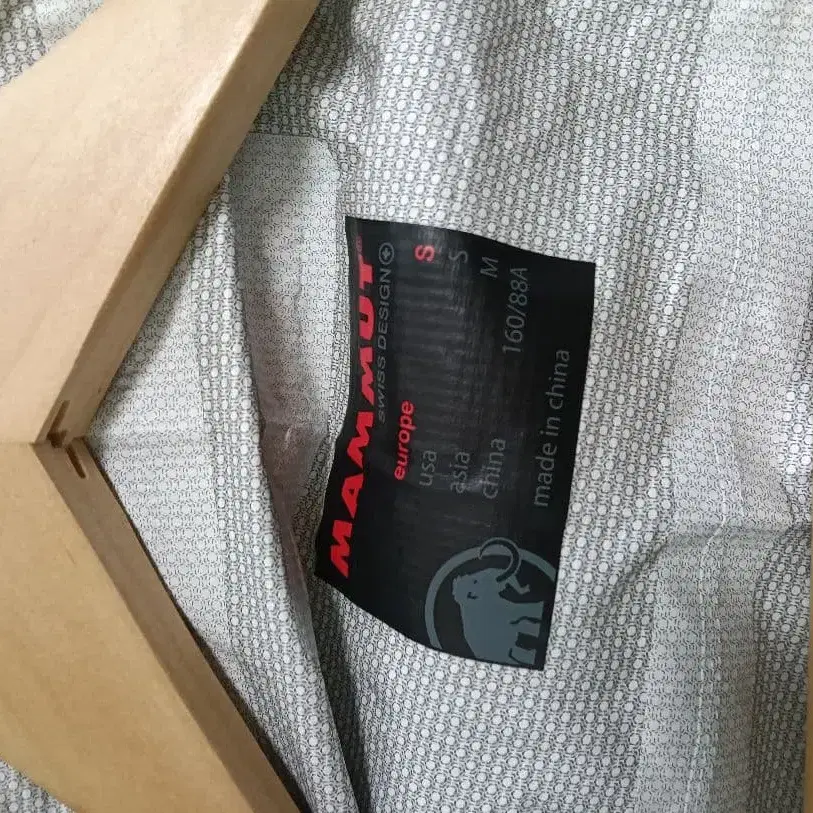 MAMMUT
SWISS DESIGN
europe S
usa S
asia M
china 160/88A
made in china